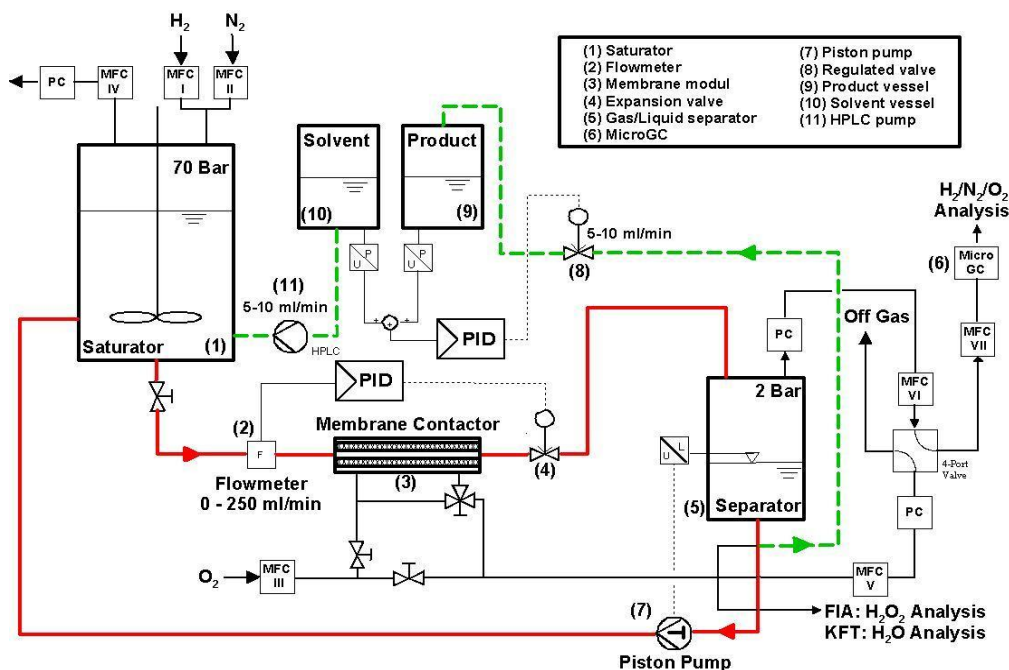 H2
N2
PC
MFC IV
MFC I
MFC II
(1) Saturator
(2) Flowmeter
(3) Membrane modul
(4) Expansion valve
(5) Gas/Liquid separator
(6) MicroGC
(7) Piston pump
(8) Regulated valve
(9) Product vessel
(10) Solvent vessel
(11) HPLC pump
70 Bar
Solvent
(10)
Product
(9)
P
U
P
U
+
+
+
PID
5-10 ml/min
(8)
H2/N2/O2
Analysis
(6)
Micro
GC
(11)
5-10 ml/min
HPLC
Saturator
(1)
PID
PC
Off Gas
MFC
VII
MFC
VI
4-Port
Valve
PC
(2)
F
Flowmeter
0 - 250 ml/min
Membrane Contactor
(3)
(4)
2 Bar
L
U
(5)
Separator
O2
MFC
III
MFC
V
(7)
Piston Pump
FIA: H2O2 Analysis
KFT: H2O Analysis